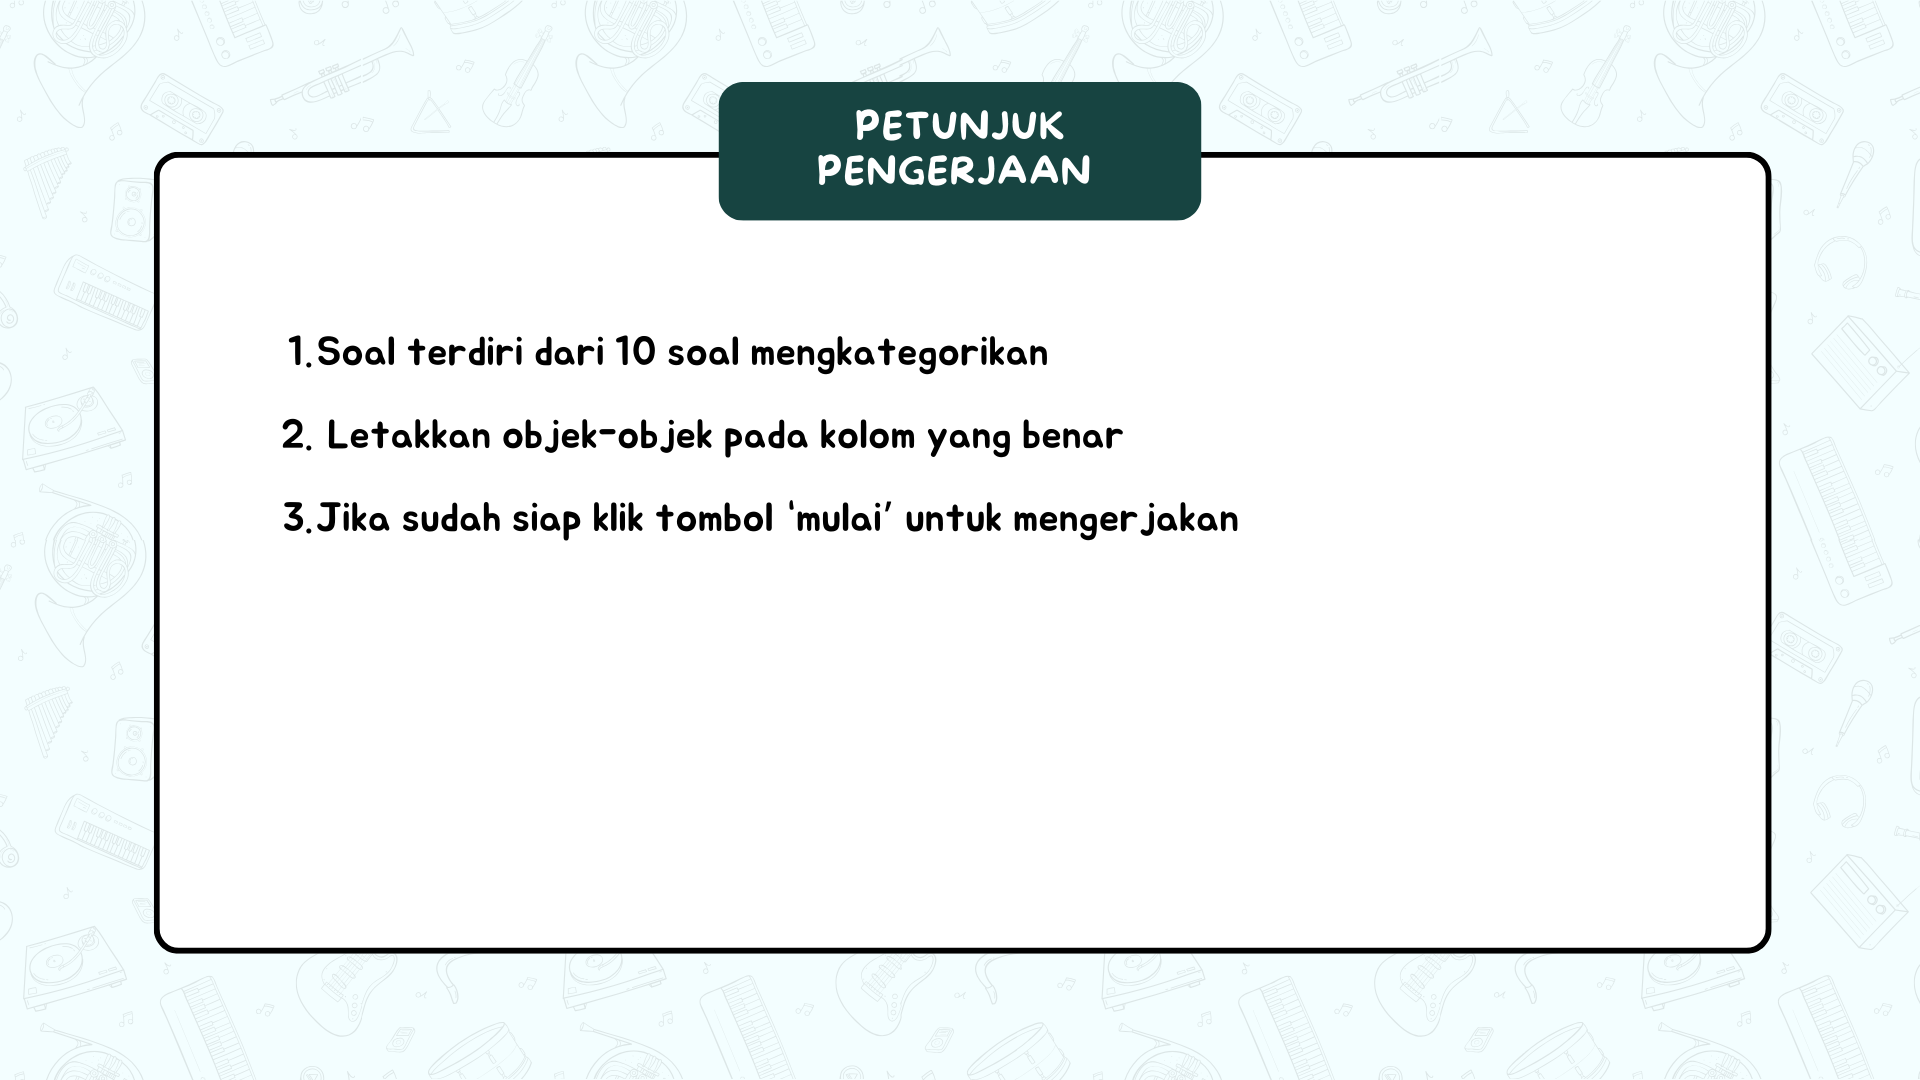 PETUNJUK
PENGERJAAN
1.Soal terdiri dari 10 soal mengkategorikan
2. Letakkan objek-objek pada kolom yang benar
3.Jika sudah siap klik tombol ‘mulai’ untuk mengerjakan